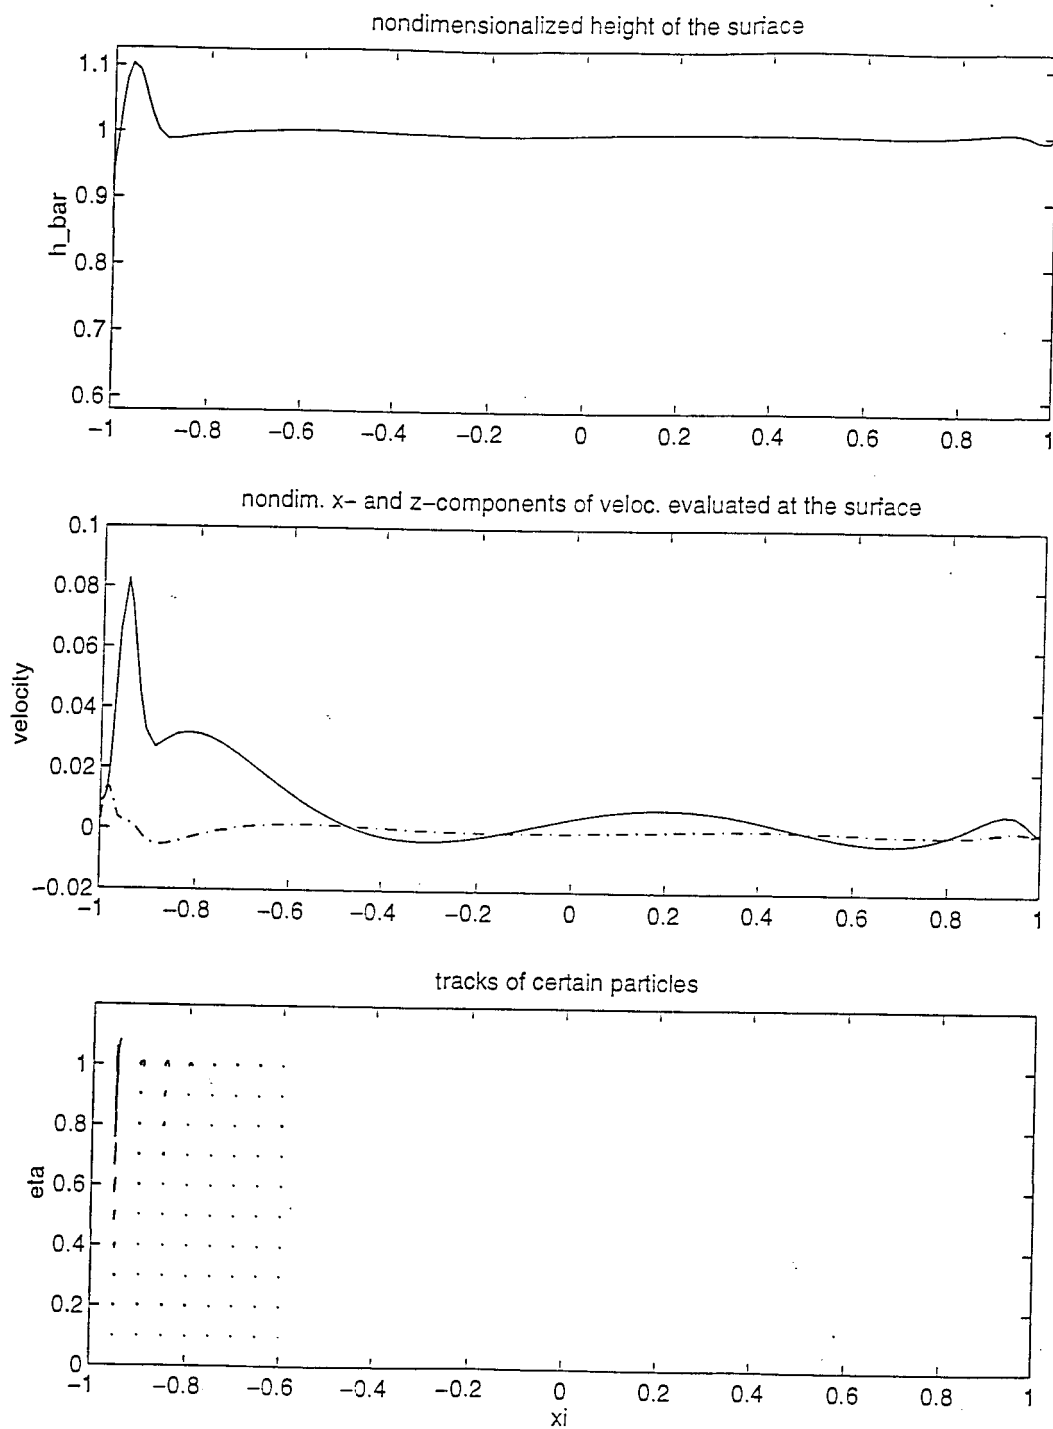 nondimensionalized height of the surface
1.1
1
0.9
0.8
0.7
0.6
h_bar
−1 −0.8 −0.6 −0.4 −0.2 0 0.2 0.4 0.6 0.8 1
nondim. x− and z−components of veloc. evaluated at the surface
0.1
0.08
0.06
0.04
0.02
0
−0.02
velocity
−1 −0.8 −0.6 −0.4 −0.2 0 0.2 0.4 0.6 0.8 1
tracks of certain particles
1
0.8
0.6
0.4
0.2
0
eta
−1 −0.8 −0.6 −0.4 −0.2 0 0.2 0.4 0.6 0.8 1
xi